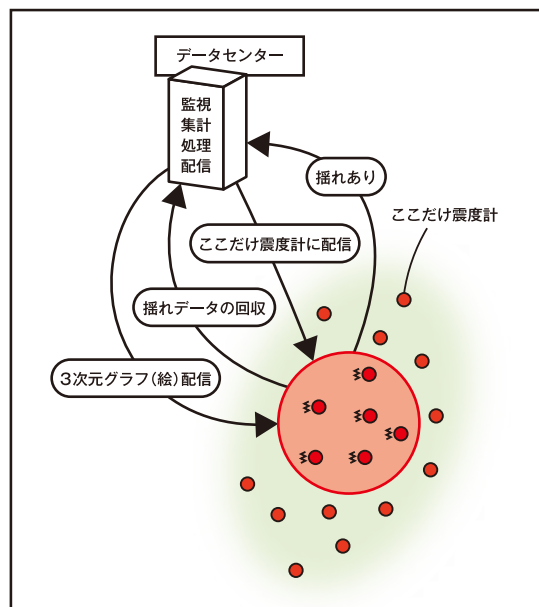 データセンター
監視
集計
処理
配信
揺れあり
ここだけ震度計
ここだけ震度計に配信
揺れデータの回収
3次元グラフ(絵)配信